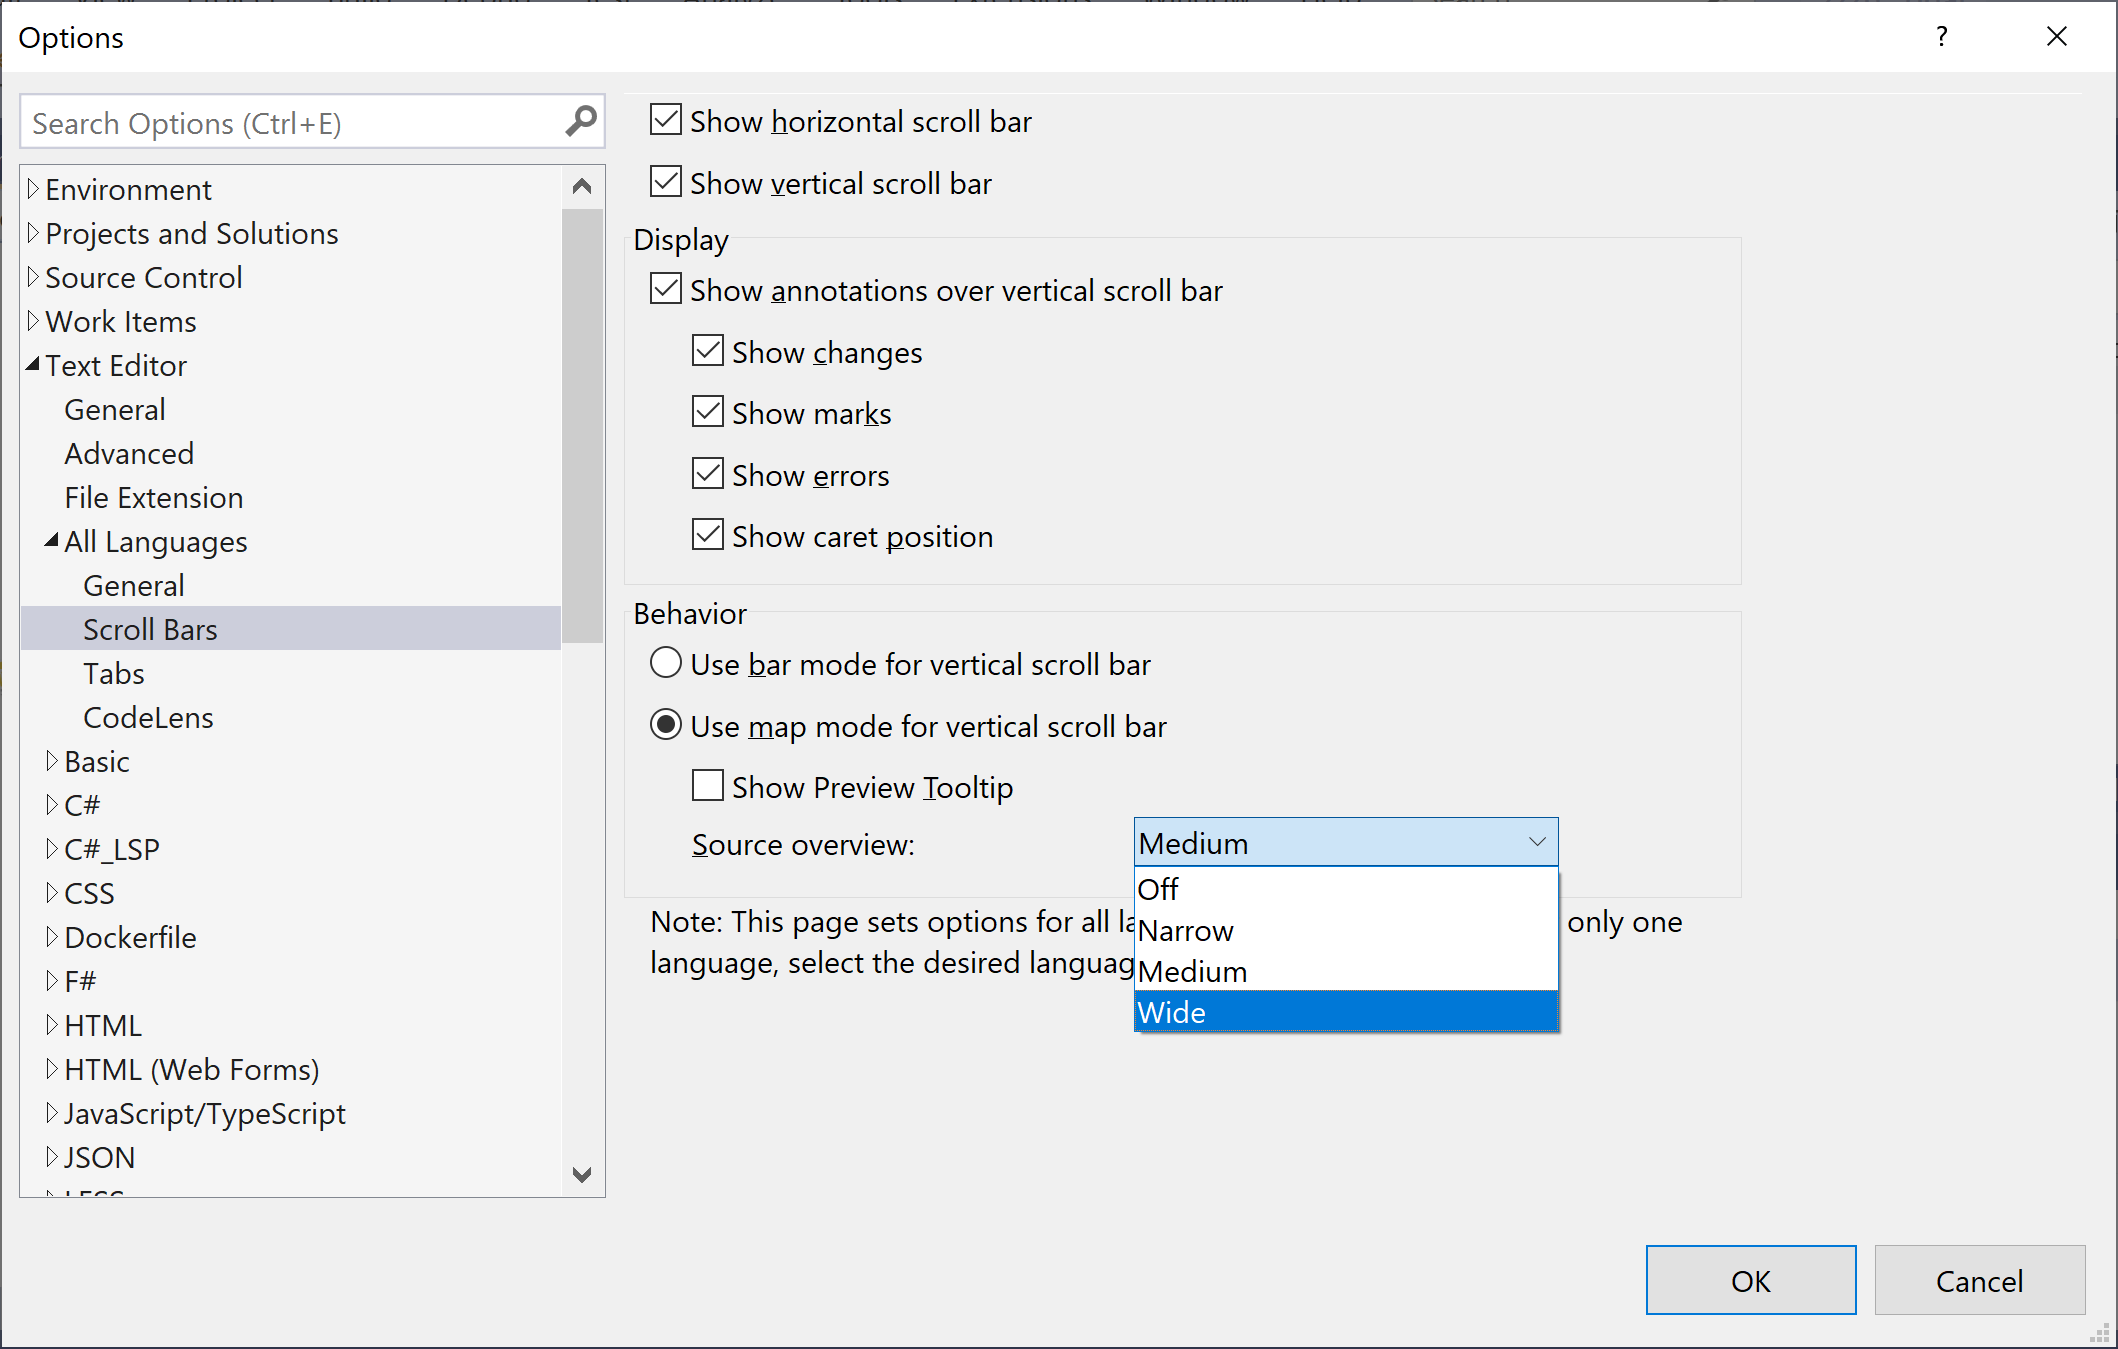 Options
?
Search Options (Ctrl+E)
Environment
Projects and Solutions
Source Control
Work Items
Text Editor
General
Advanced
File Extension
All Languages
General
Scroll Bars
Tabs
CodeLens
Basic
C#
C#_LSP
CSS
Dockerfile
F#
HTML
HTML (Web Forms)
JavaScript/TypeScript
JSON
Show horizontal scroll bar
Show vertical scroll bar
Display
Show annotations over vertical scroll bar
Show changes
Show marks
Show errors
Show caret position
Behavior
Use bar mode for vertical scroll bar
Use map mode for vertical scroll bar
Show Preview Tooltip
Source overview:
Medium
Off
Narrow
Medium
Wide
Note: This page sets options for all only one
language, select the desired
OK
Cancel